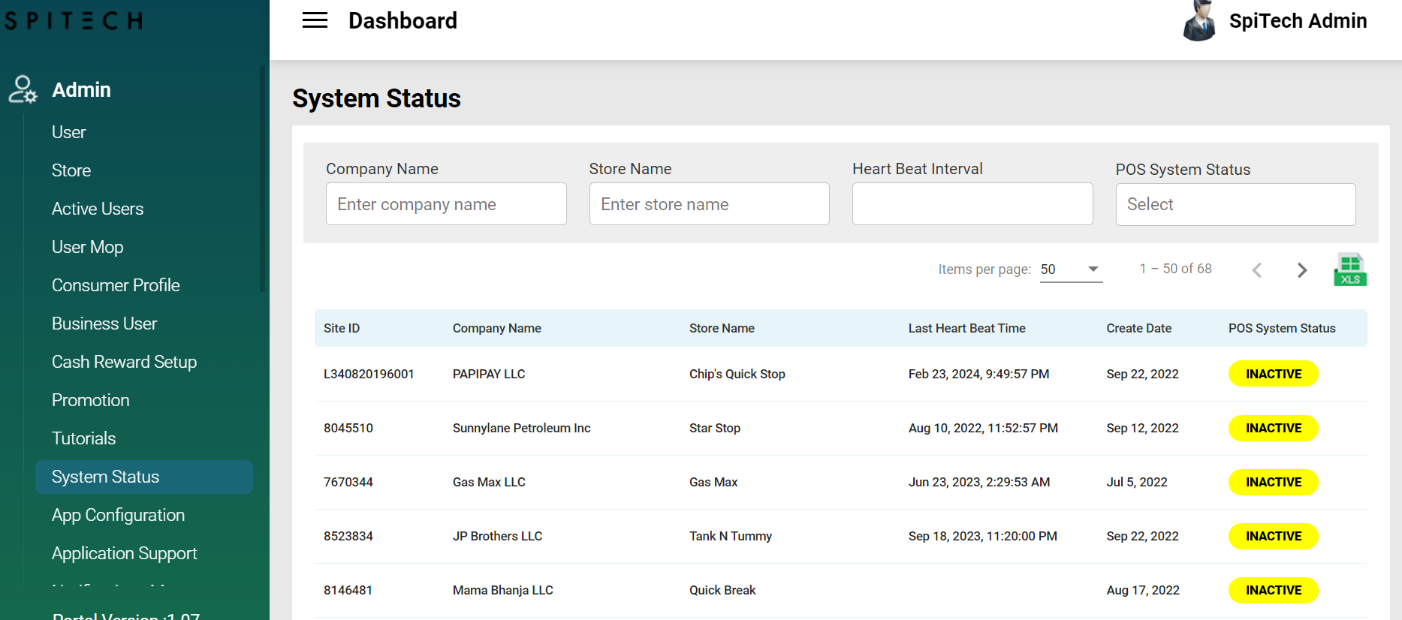 SPITECH
Dashboard
SpiTech Admin
Admin
User
Store
Active Users
User Mop
Consumer Profile
Business User
Cash Reward Setup
Promotion
Tutorials
System Status
App Configuration
Application Support
Portal Version :1.07
System Status
Company Name
Store Name
Heart Beat Interval
POS System Status
Enter company name
Enter store name
Select
Items per page: 50
1 – 50 of 68
XLS
Site ID Company Name Store Name Last Heart Beat Time Create Date POS System Status
L340820196001 PAPIPAY LLC Chip's Quick Stop Feb 23, 2024, 9:49:57 PM Sep 22, 2022 INACTIVE
8045510 Sunnylane Petroleum Inc Star Stop Aug 10, 2022, 11:52:57 PM Sep 12, 2022 INACTIVE
7670344 Gas Max LLC Gas Max Jun 23, 2023, 2:29:53 AM Jul 5, 2022 INACTIVE
8523834 JP Brothers LLC Tank N Tummy Sep 18, 2023, 11:20:00 PM Sep 22, 2022 INACTIVE
8146481 Mama Bhanja LLC Quick Break Aug 17, 2022 INACTIVE